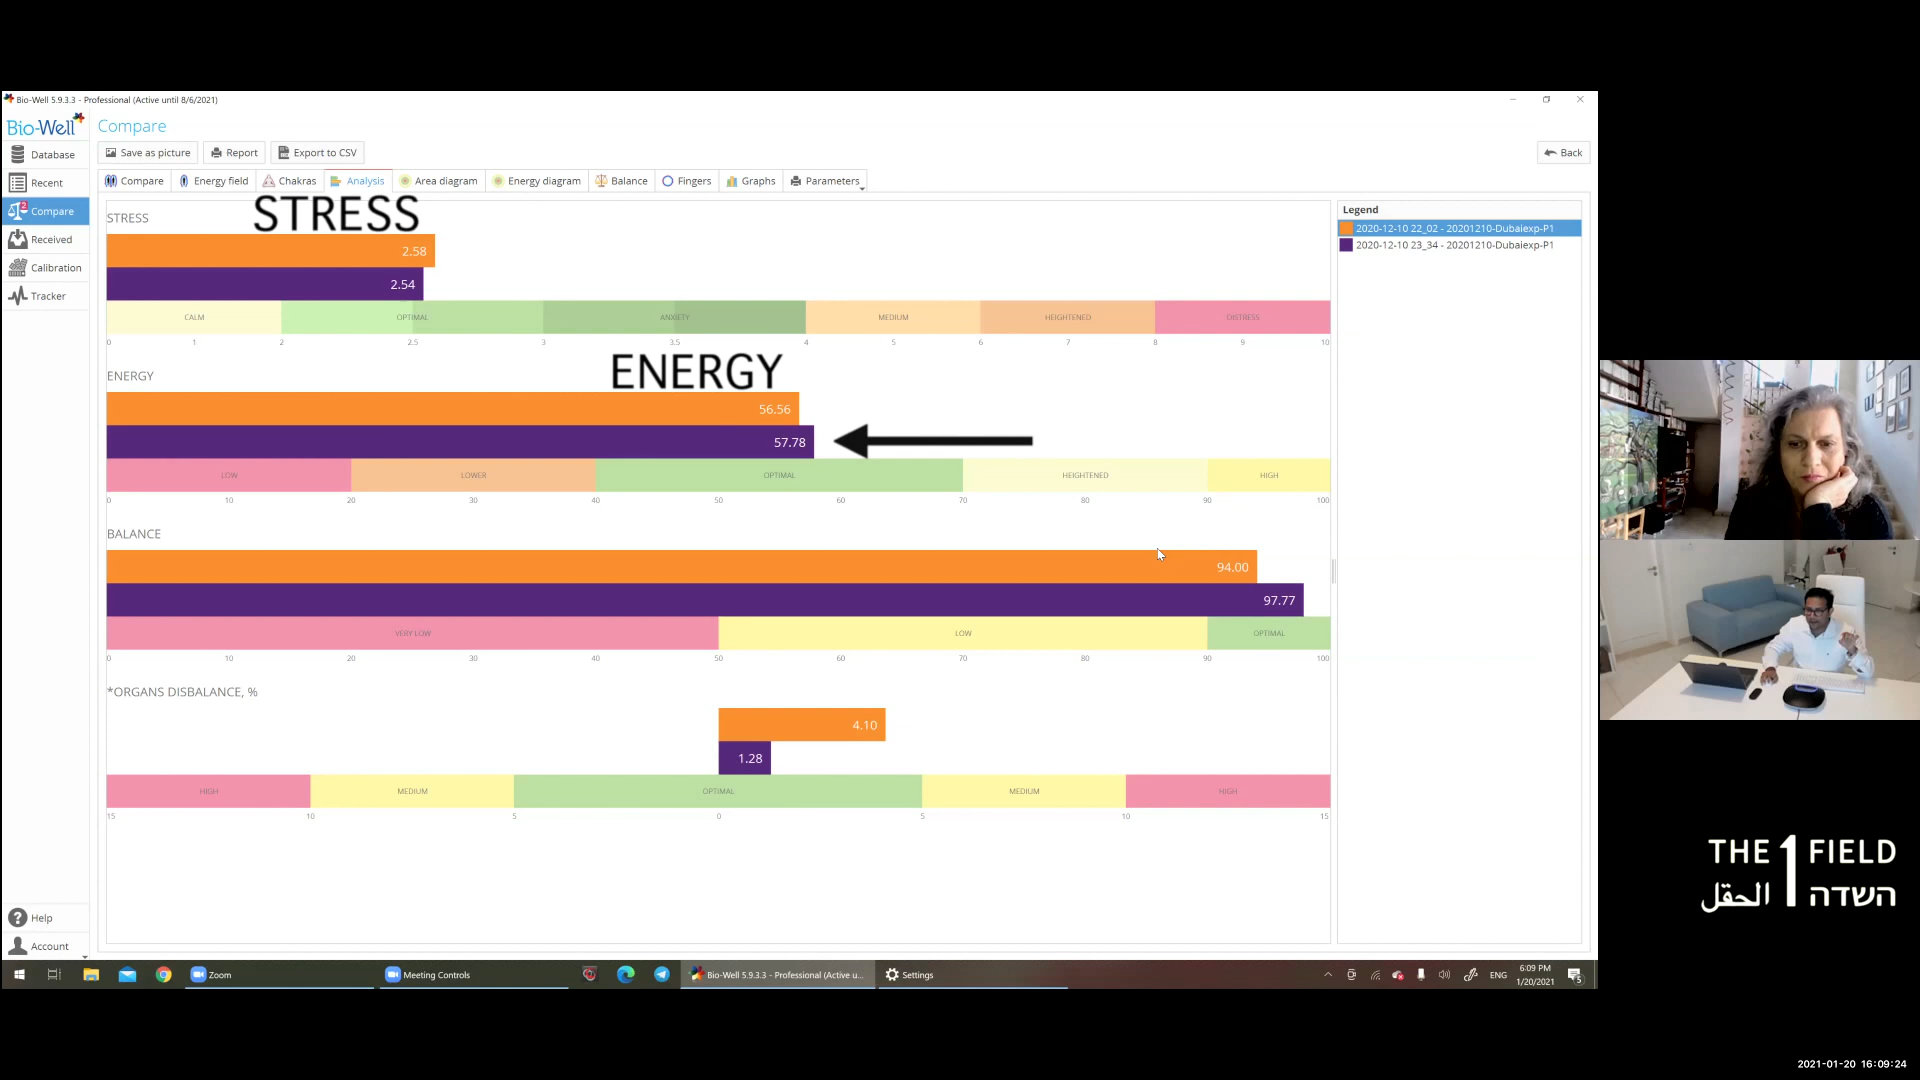 Bio-Well 5.9.3.3 - Professional (Active until 8/6/2021)
Bio-Well
Compare
Save as picture
Report
Export to CSV
Back
Database
Recent
2
Compare
Received
Calibration
Tracker
Help
Account
Compare
Energy field
Chakras
Analysis
Area diagram
Energy diagram
Balance
Fingers
Graphs
Parameters
STRESS
STRESS
2.58
2.54
CALM OPTIMAL ANXIETY MEDIUM HEIGHTENED DISTRESS
0 1 2 2.5 3 3.5 4 5 6 7 8 9 10
ENERGY
ENERGY
56.56
57.78
LOW LOWER OPTIMAL HEIGHTENED HIGH
0 10 20 30 40 50 60 70 80 90 100
BALANCE
94.00
97.77
VERY LOW LOW OPTIMAL
0 10 20 30 40 50 60 70 80 90 100
*ORGANS DISBALANCE, %
4.10
1.28
HIGH MEDIUM OPTIMAL MEDIUM HIGH
15 10 5 0 5 10 15
Legend
2020-12-10 22_02 - 20201210-Dubaiexp-P1
2020-12-10 23_34 - 20201210-Dubaiexp-P1
THE 1 FIELD
الحقل השדה
Zoom
Meeting Controls
Bio-Well 5.9.3.3 - Professional (Active u...
Settings
ENG
6:09 PM
1/20/2021
5
2021-01-20 16:09:24